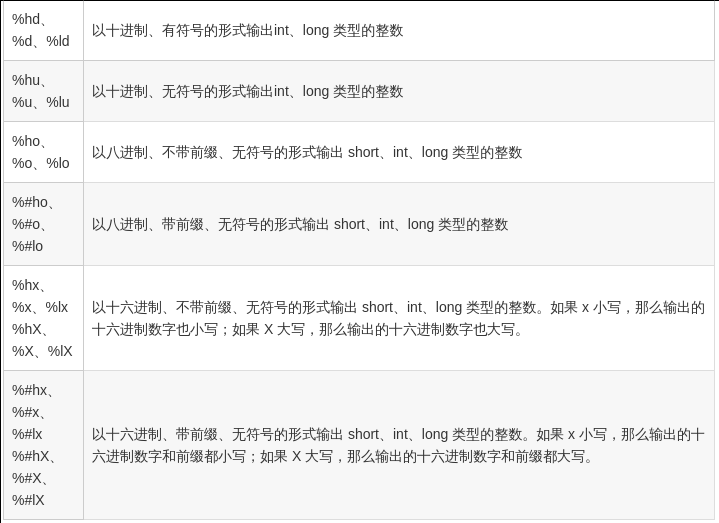 %hd、
%d、%ld
以十进制、有符号的形式输出int、long 类型的整数
%hu、
%u、%lu
以十进制、无符号的形式输出int、long 类型的整数
%ho、
%o、%lo
以八进制、不带前缀、无符号的形式输出 short、int、long 类型的整数
%#ho、
%#o、
%#lo
以八进制、带前缀、无符号的形式输出 short、int、long 类型的整数
%hx、
%x、%lx
%hX、
%X、%lX
以十六进制、不带前缀、无符号的形式输出 short、int、long 类型的整数。如果 x 小写，那么输出的
十六进制数字也小写；如果 X 大写，那么输出的十六进制数字也大写。
%#hx、
%#x、
%#lx
%#hX、
%#X、
%#lX
以十六进制、带前缀、无符号的形式输出 short、int、long 类型的整数。如果 x 小写，那么输出的十
六进制数字和前缀都小写；如果 X 大写，那么输出的十六进制数字和前缀都大写。